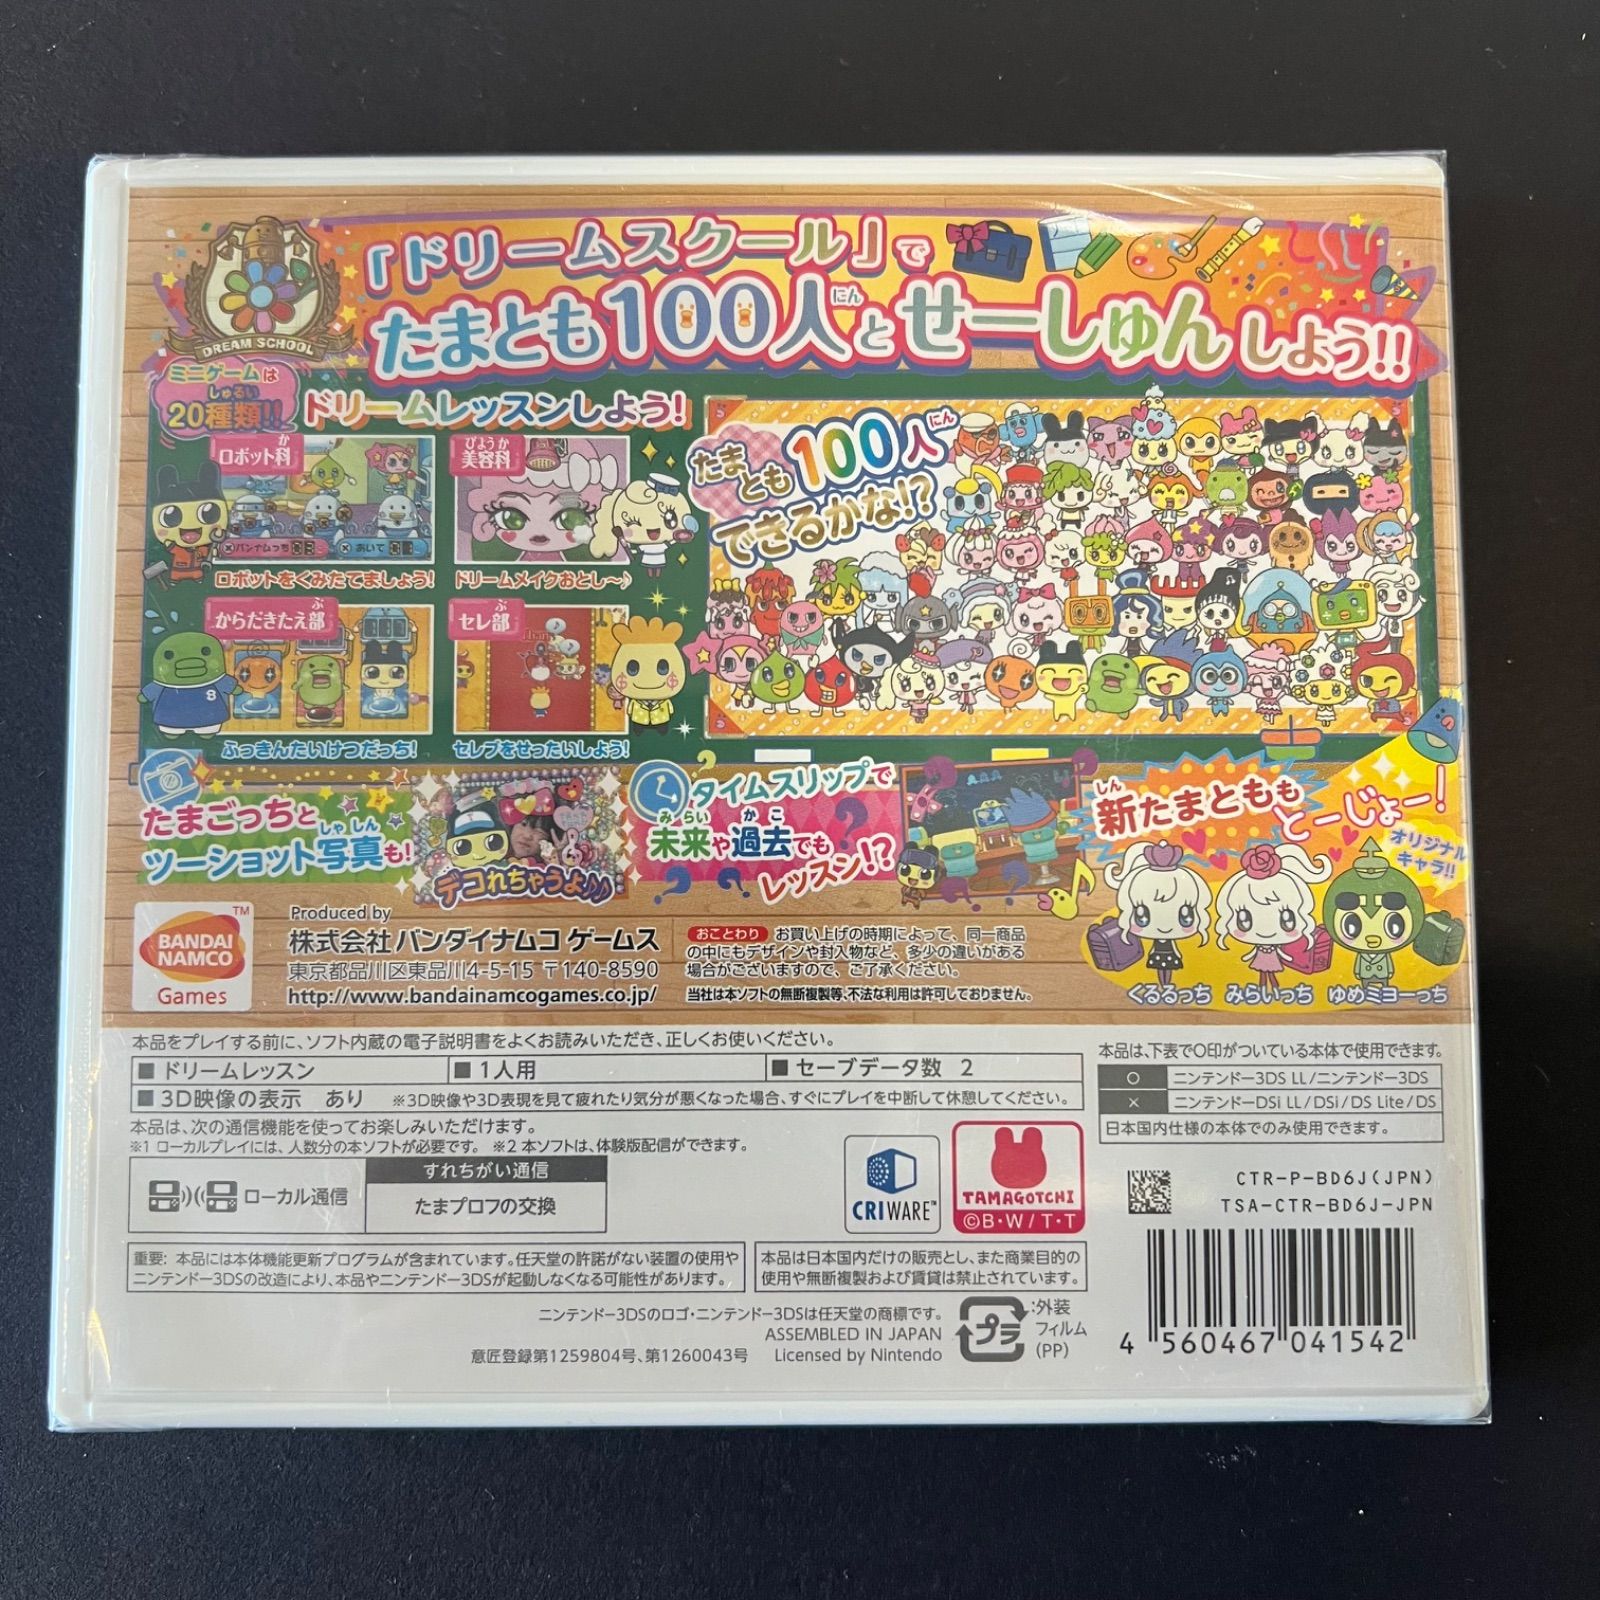 「ドリームスクール」で
たまとも100人とせーしゅんしよう!!
にん
DREAM SCHOOL
ミニゲームは
しゅるい
20種類!!
ドリームレッスンしよう!
か
ロボット科
びようか
美容科
×バンナムっち
×あいて
ロボットをくみたてましょう!
ドリームメイクおとし〜♪
ぶ
からだきたえ部
ぶ
セレ部
8
ふっきんたいけつだっち!
セレブをせったいしよう!
たまとも100人
にん
できるかな!?
たまごっちと
しゃしん
ツーショット写真も!
デコれちゃうよ♪♪
タイムスリップで
みらい かこ
未来や過去でも
レッスン!?
しん
新たまともも
とーじょー!
オリジナル
キャラ!!
くるるっち みらいっち ゆめミヨーっち
BANDAI
NAMCO
Games
TM
Produced by
株式会社 バンダイナムコ ゲームス
東京都品川区東品川4-5-15 〒140-8590
http://www.bandainamcogames.co.jp/
おことわり お買い上げの時期によって、同一商品
の中にもデザインや封入物など、多少の違いがある
場合がございますので、ご了承ください。
当社は本ソフトの無断複製等、不法な利用は許可しておりません。
本品をプレイする前に、ソフト内蔵の電子説明書をよくお読みいただき、正しくお使いください。
■ ドリームレッスン ■ 1人用 ■ セーブデータ数 2
■ 3D映像の表示 あり ※3D映像や3D表現を見て疲れたり気分が悪くなった場合、すぐにプレイを中断して休憩してください。
本品は、次の通信機能を使ってお楽しみいただけます。
※1 ローカルプレイには、人数分の本ソフトが必要です。 ※2 本ソフトは、体験版配信ができます。
ローカル通信
すれちがい通信
たまプロフの交換
本品は、下表で○印がついている本体で使用できます。
○ ニンテンドー3DS LL/ニンテンドー3DS
× ニンテンドーDSi LL/DSi/DS Lite/DS
日本国内仕様の本体でのみ使用できます。
CRIWARE™
TAMAGOTCHI
©B・W/T・T
CTR-P-BD6J(JPN)
TSA-CTR-BD6J-JPN
重要: 本品には本体機能更新プログラムが含まれています。任天堂の許諾がない装置の使用や
ニンテンドー3DSの改造により、本品やニンテンドー3DSが起動しなくなる可能性があります。
本品は日本国内だけの販売とし、また商業目的の
使用や無断複製および賃貸は禁止されています。
ニンテンドー3DSのロゴ・ニンテンドー3DSは任天堂の商標です。
ASSEMBLED IN JAPAN
意匠登録第1259804号、第1260043号 Licensed by Nintendo
プラ
:外装
フィルム
(PP)
4 560467 041542